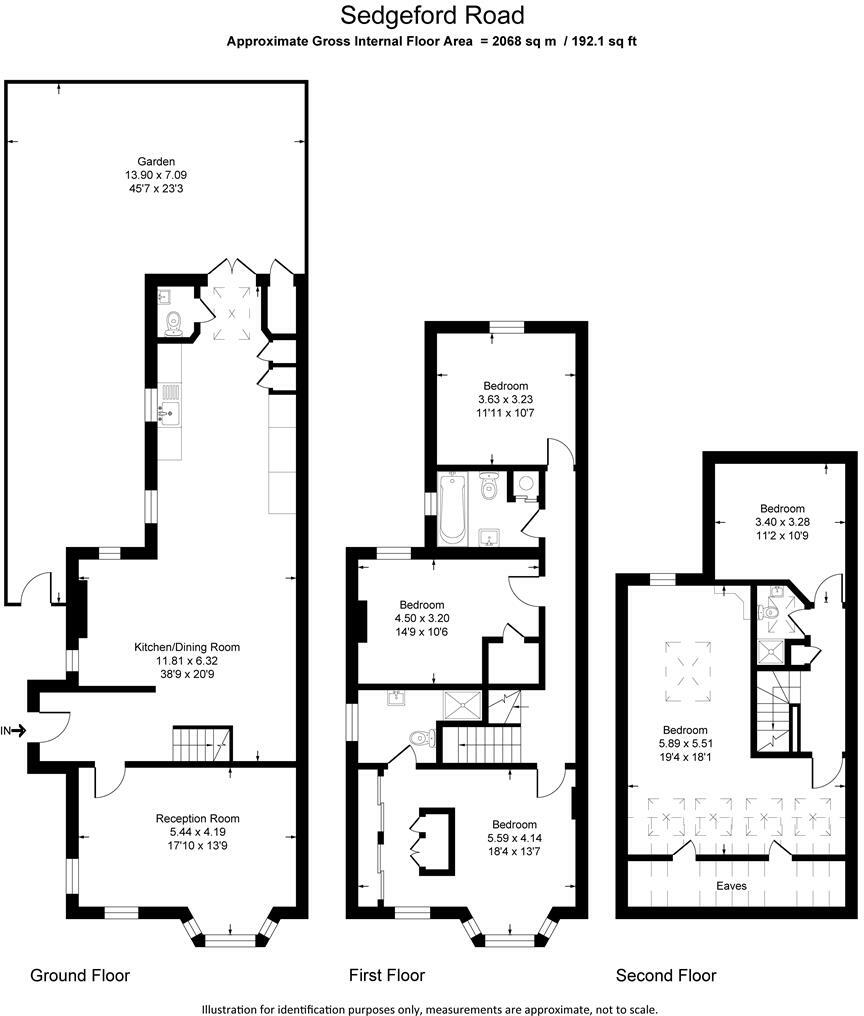 Sedgeford Road
Approximate Gross Internal Floor Area = 2068 sq m / 192.1 sq ft
Garden
13.90 x 7.09
45'7 x 23'3
Bedroom
3.63 x 3.23
11'11 x 10'7
Bedroom
3.40 x 3.28
11'2 x 10'9
Bedroom
4.50 x 3.20
14'9 x 10'6
Kitchen/Dining Room
11.81 x 6.32
38'9 x 20'9
IN
Bedroom
5.89 x 5.51
19'4 x 18'1
Reception Room
5.44 x 4.19
17'10 x 13'9
Bedroom
5.59 x 4.14
18'4 x 13'7
Eaves
Ground Floor
First Floor
Second Floor
Illustration for identification purposes only, measurements are approximate, not to scale.